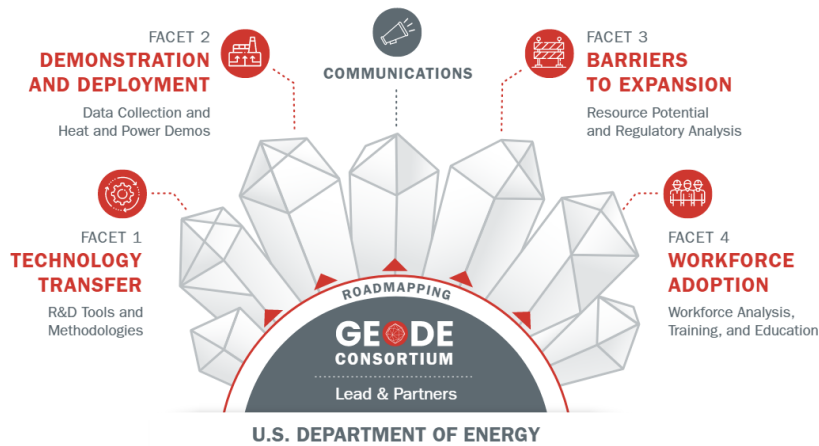 FACET 2
DEMONSTRATION
AND DEPLOYMENT
Data Collection and
Heat and Power Demos
COMMUNICATIONS
FACET 3
BARRIERS
TO EXPANSION
Resource Potential
and Regulatory Analysis
FACET 1
TECHNOLOGY
TRANSFER
R&D Tools and
Methodologies
FACET 4
WORKFORCE
ADOPTION
Workforce Analysis,
Training, and Education
ROADMAPPING
GEODE
CONSORTIUM
Lead & Partners
U.S. DEPARTMENT OF ENERGY